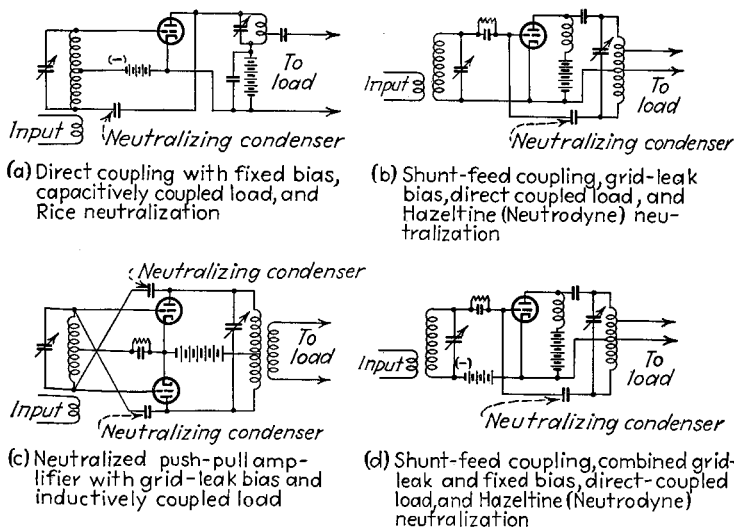 (-)
To
load
Input
Neutralizing condenser
(a) Direct coupling with fixed bias,
capacitively coupled load, and
Rice neutralization
To
load
Input
Neutralizing condenser
(b) Shunt-feed coupling, grid-leak
bias, direct coupled load, and
Hazeltine (Neutrodyne) neu-
tralization
Neutralizing condenser
To
load
Input
Neutralizing condenser
(c) Neutralized push-pull amp-
lifier with grid-leak bias and
inductively coupled load
Input
(-)
To
load
Neutralizing condenser
(d) Shunt-feed coupling, combined grid-
leak and fixed bias, direct-coupled
load, and Hazeltine (Neutrodyne)
neutralization